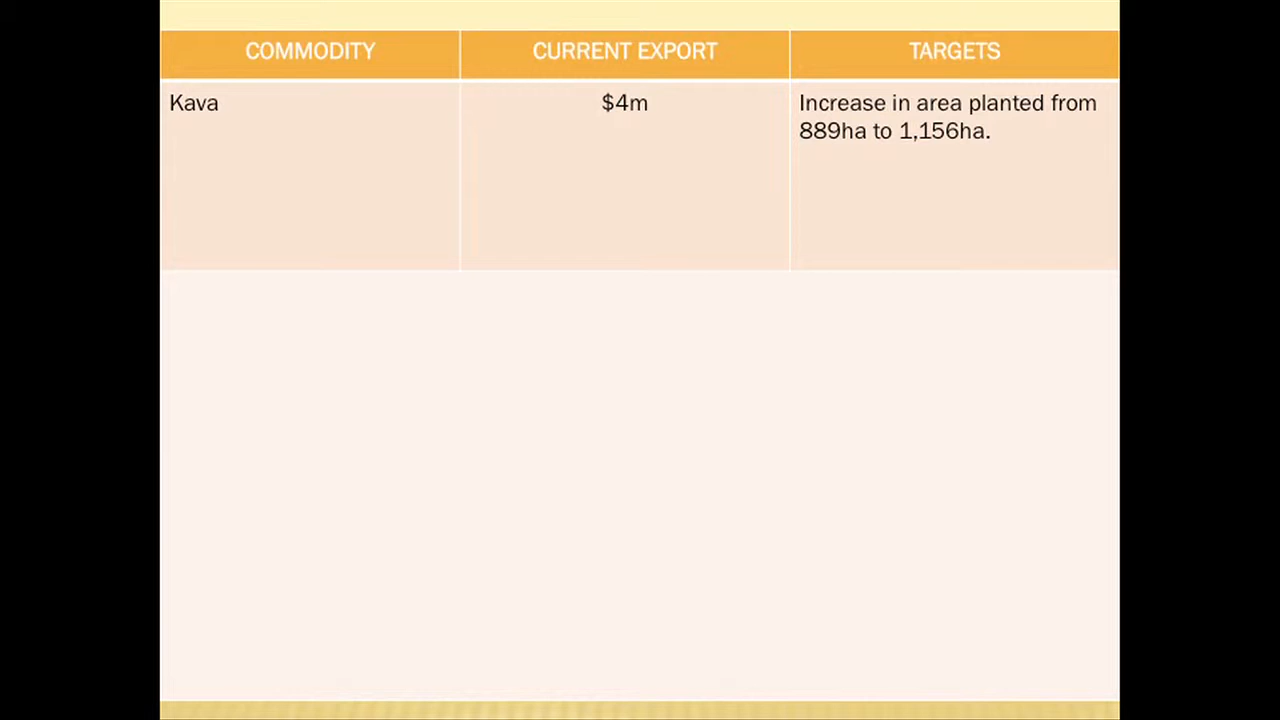 COMMODITY CURRENT EXPORT TARGETS
Kava $4m Increase in area planted from
889ha to 1,156ha.